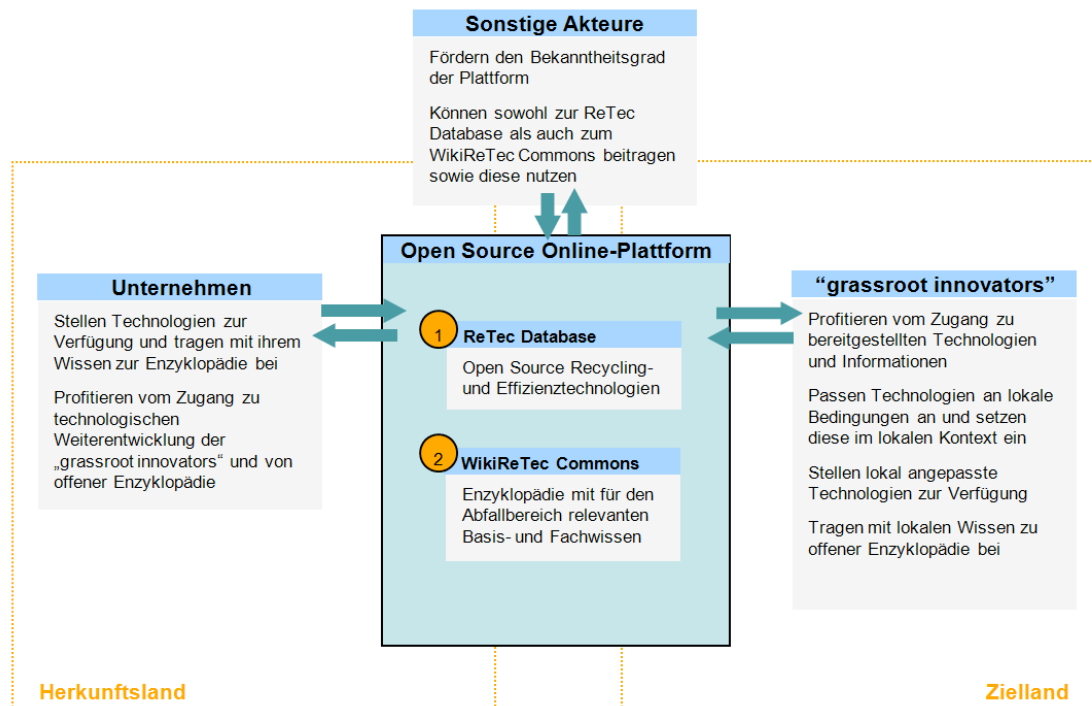 Sonstige Akteure
Fördern den Bekanntheitsgrad
der Plattform
Können sowohl zur ReTec
Database als auch zum
WikiReTec Commons beitragen
sowie diese nutzen
Open Source Online-Plattform
Unternehmen
Stellen Technologien zur
Verfügung und tragen mit ihrem
Wissen zur Enzyklopädie bei
Profitieren vom Zugang zu
technologischen
Weiterentwicklung der
„grassroot innovators“ und von
offener Enzyklopädie
1
ReTec Database
Open Source Recycling-
und Effizienztechnologien
2
WikiReTec Commons
Enzyklopädie mit für den
Abfallbereich relevanten
Basis- und Fachwissen
“grassroot innovators”
Profitieren vom Zugang zu
bereitgestellten Technologien
und Informationen
Passen Technologien an lokale
Bedingungen an und setzen
diese im lokalen Kontext ein
Stellen lokal angepasste
Technologien zur Verfügung
Tragen mit lokalen Wissen zu
offener Enzyklopädie bei
Herkunftsland
Zielland